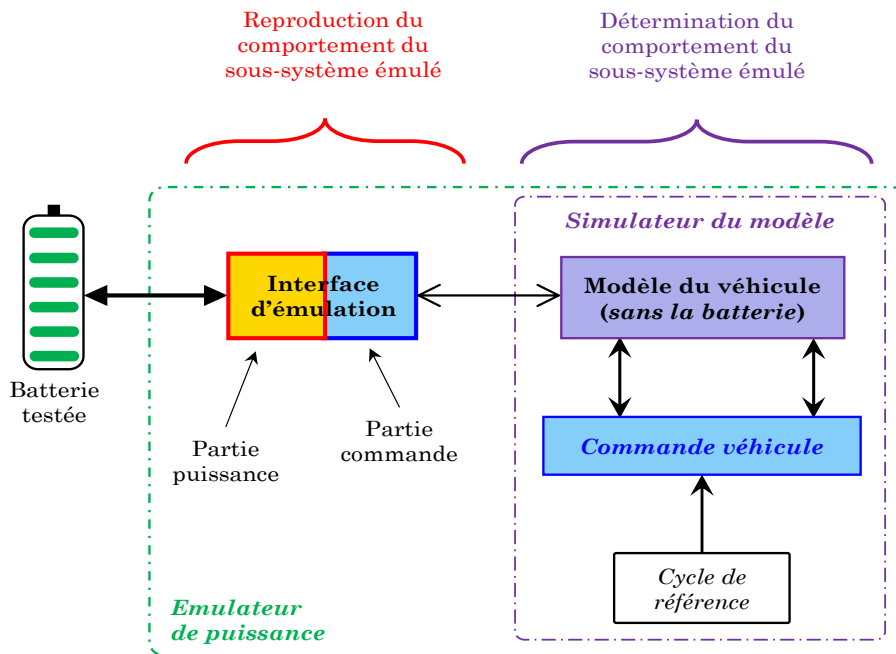 Reproduction du
comportement du
sous-système émulé
Détermination du
comportement du
sous-système émulé
Simulateur du modèle
Interface
d'émulation
Modèle du véhicule
(sans la batterie)
Batterie
testée
Partie
puissance
Partie
commande
Commande véhicule
Cycle de
référence
Emulateur
de puissance